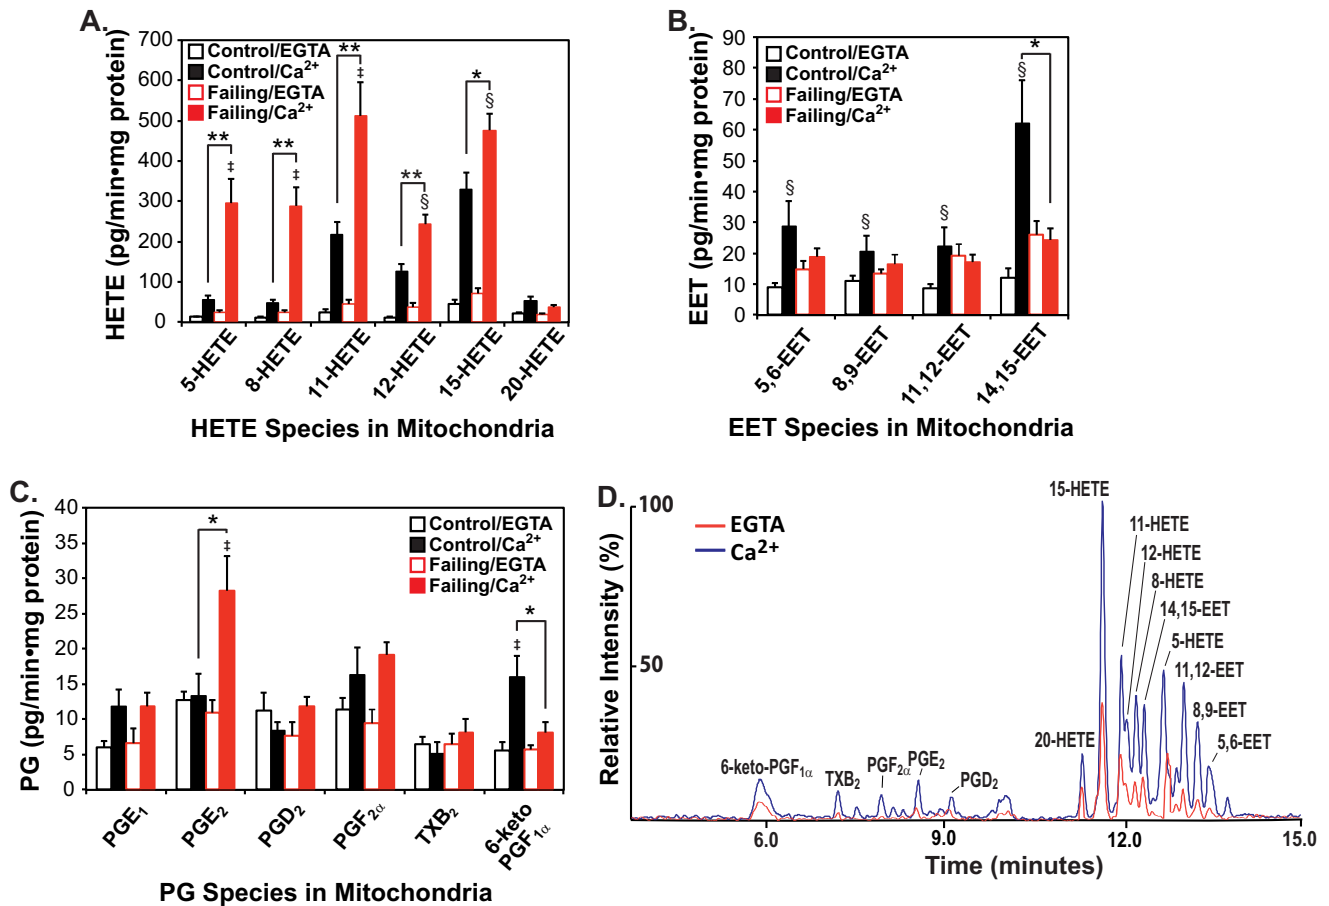 A.
HETE (pg/min•mg protein)
700
600
500
400
300
200
100
0
Control/EGTA
Control/Ca²⁺
Failing/EGTA
Failing/Ca²⁺
** ‡
** ‡
** ‡
** §
* §
5-HETE
8-HETE
11-HETE
12-HETE
15-HETE
20-HETE
HETE Species in Mitochondria
B.
EET (pg/min•mg protein)
90
80
70
60
50
40
30
20
10
0
Control/EGTA
Control/Ca²⁺
Failing/EGTA
Failing/Ca²⁺
§
§
§
§ *
5,6-EET
8,9-EET
11,12-EET
14,15-EET
EET Species in Mitochondria
C.
PG (pg/min•mg protein)
40
35
30
25
20
15
10
5
0
Control/EGTA
Control/Ca²⁺
Failing/EGTA
Failing/Ca²⁺
* ‡
‡ *
PGE₁
PGE₂
PGD₂
PGF₂α
TXB₂
6-keto
PGF₁α
PG Species in Mitochondria
D.
Relative Intensity (%)
100
50
EGTA
Ca²⁺
6-keto-PGF₁α
TXB₂
PGF₂α
PGE₂
PGD₂
20-HETE
15-HETE
11-HETE
12-HETE
8-HETE
14,15-EET
5-HETE
11,12-EET
8,9-EET
5,6-EET
6.0
9.0
12.0
15.0
Time (minutes)